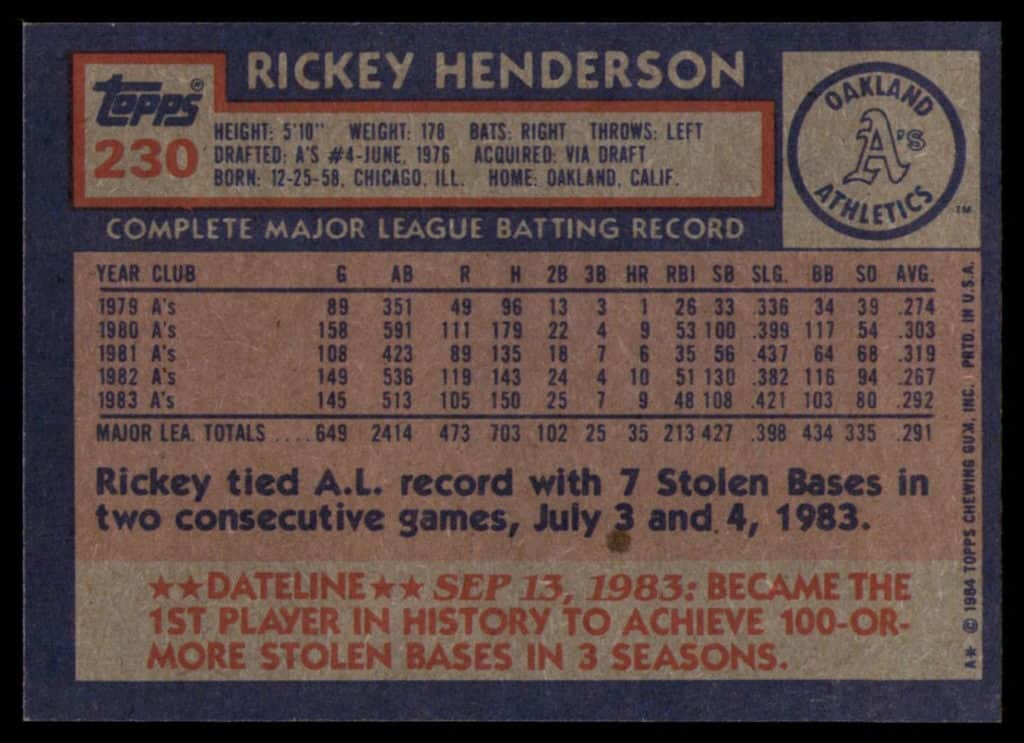 RICKEY HENDERSON
topps®
230
HEIGHT: 5'10" WEIGHT: 178 BATS: RIGHT THROWS: LEFT
DRAFTED: A'S #4-JUNE, 1976 ACQUIRED: VIA DRAFT
BORN: 12-25-58, CHICAGO, ILL. HOME: OAKLAND, CALIF.
OAKLAND
A's
ATHLETICS
TM
COMPLETE MAJOR LEAGUE BATTING RECORD
YEAR CLUB G AB R H 2B 3B HR RBI SB SLG. BB SO AVG.
1979 A's 89 351 49 96 13 3 1 26 33 .336 34 39 .274
1980 A's 158 591 111 179 22 4 9 53 100 .399 117 54 .303
1981 A's 108 423 89 135 18 7 6 35 56 .437 64 68 .319
1982 A's 149 536 119 143 24 4 10 51 130 .382 116 94 .267
1983 A's 145 513 105 150 25 7 9 48 108 .421 103 80 .292
MAJOR LEA. TOTALS ....649 2414 473 703 102 25 35 213 427 .398 434 335 .291
Rickey tied A.L. record with 7 Stolen Bases in
two consecutive games, July 3 and 4, 1983.
★★DATELINE★★ SEP 13, 1983: BECAME THE
1ST PLAYER IN HISTORY TO ACHIEVE 100-OR-
MORE STOLEN BASES IN 3 SEASONS.
A* © 1984 TOPPS CHEWING GUM, INC. PRTD. IN U.S.A.